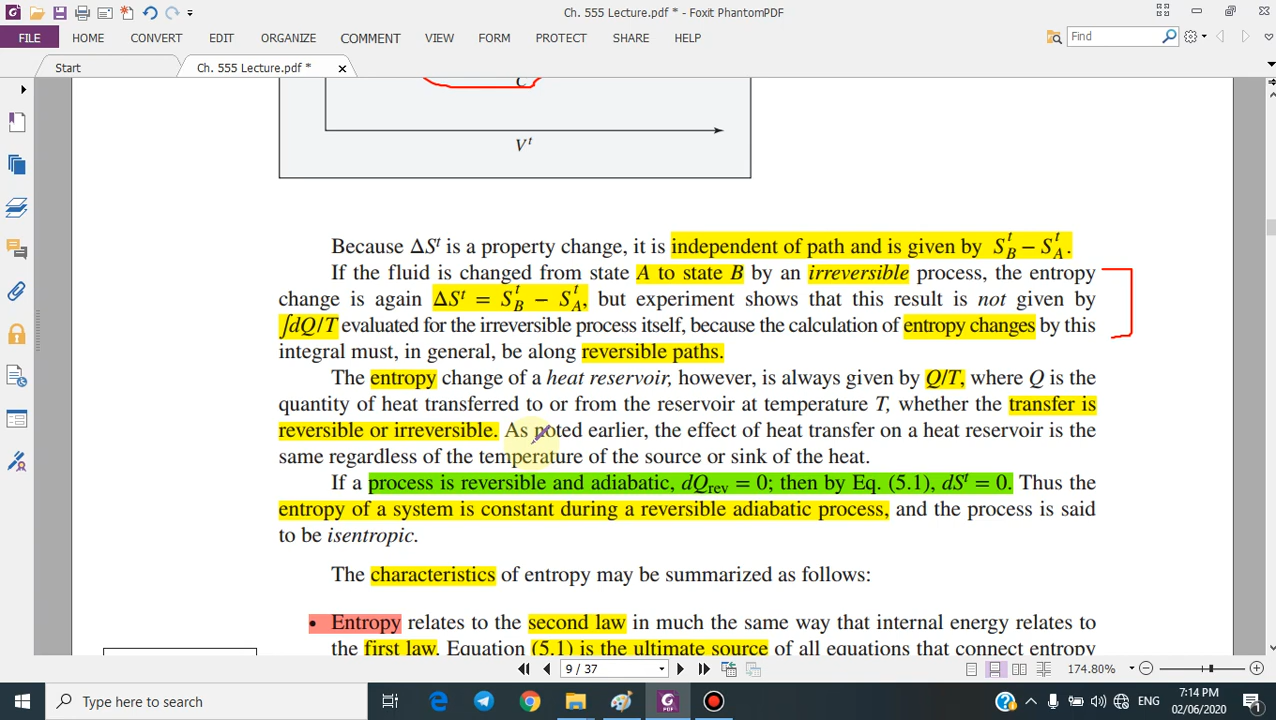 Ch. 555 Lecture.pdf * - Foxit PhantomPDF
FILE HOME CONVERT EDIT ORGANIZE COMMENT VIEW FORM PROTECT SHARE HELP Find
Start Ch. 555 Lecture.pdf *
C
Vᵗ
Because ΔSᵗ is a property change, it is independent of path and is given by S_B^t − S_A^t.
If the fluid is changed from state A to state B by an irreversible process, the entropy
change is again ΔSᵗ = S_B^t − S_A^t, but experiment shows that this result is not given by
∫dQ/T evaluated for the irreversible process itself, because the calculation of entropy changes by this
integral must, in general, be along reversible paths.
The entropy change of a heat reservoir, however, is always given by Q/T, where Q is the
quantity of heat transferred to or from the reservoir at temperature T, whether the transfer is
reversible or irreversible. As noted earlier, the effect of heat transfer on a heat reservoir is the
same regardless of the temperature of the source or sink of the heat.
If a process is reversible and adiabatic, dQ_rev = 0; then by Eq. (5.1), dSᵗ = 0. Thus the
entropy of a system is constant during a reversible adiabatic process, and the process is said
to be isentropic.
The characteristics of entropy may be summarized as follows:
• Entropy relates to the second law in much the same way that internal energy relates to
the first law. Equation (5.1) is the ultimate source of all equations that connect entropy
9 / 37 174.80%
Type here to search ENG 7:14 PM
02/06/2020 1